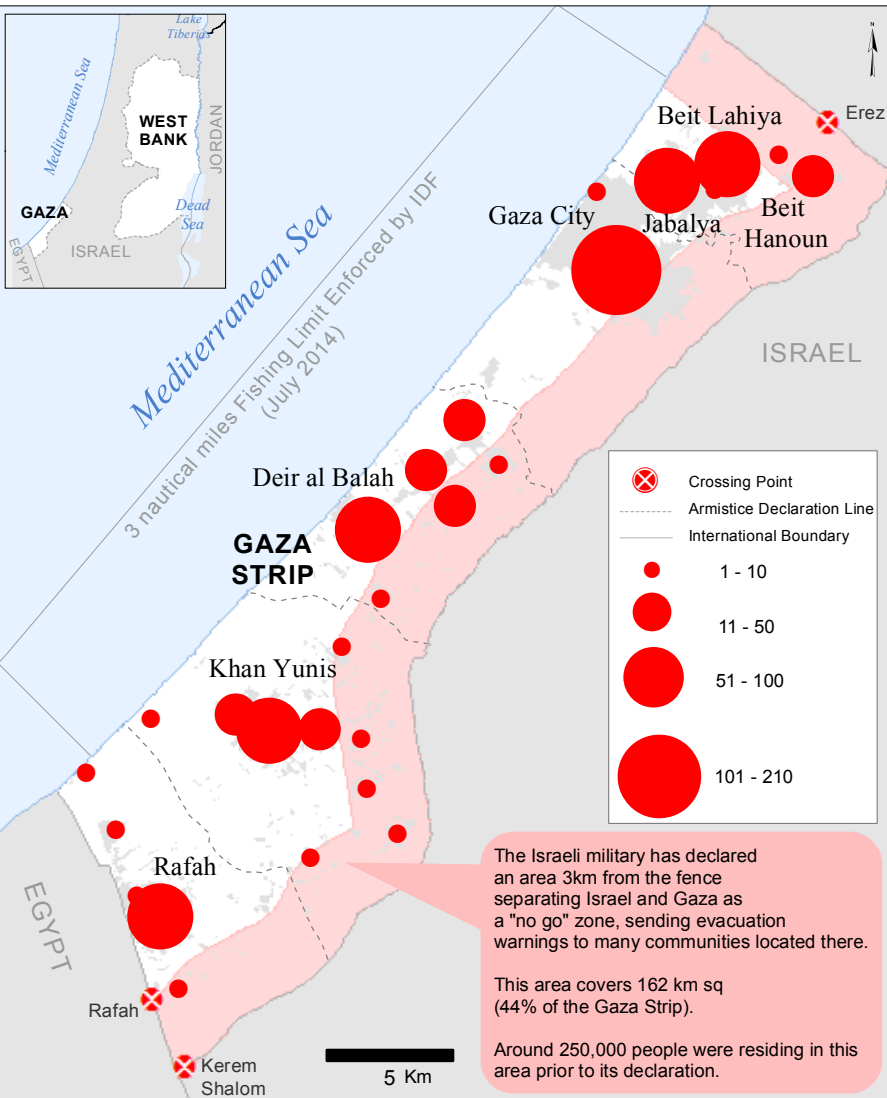 Lake
Tiberias
Mediterranean Sea
WEST
BANK
JORDAN
GAZA
Dead
Sea
EGYPT
ISRAEL
N
Erez
Beit Lahiya
Gaza City
Jabalya
Beit
Hanoun
Mediterranean Sea
3 nautical miles Fishing Limit Enforced by IDF
(July 2014)
ISRAEL
Deir al Balah
GAZA
STRIP
Khan Yunis
Rafah
EGYPT
Rafah
Kerem
Shalom
5 Km
Crossing Point
Armistice Declaration Line
International Boundary
1 - 10
11 - 50
51 - 100
101 - 210
The Israeli military has declared
an area 3km from the fence
separating Israel and Gaza as
a "no go" zone, sending evacuation
warnings to many communities located there.
This area covers 162 km sq
(44% of the Gaza Strip).
Around 250,000 people were residing in this
area prior to its declaration.